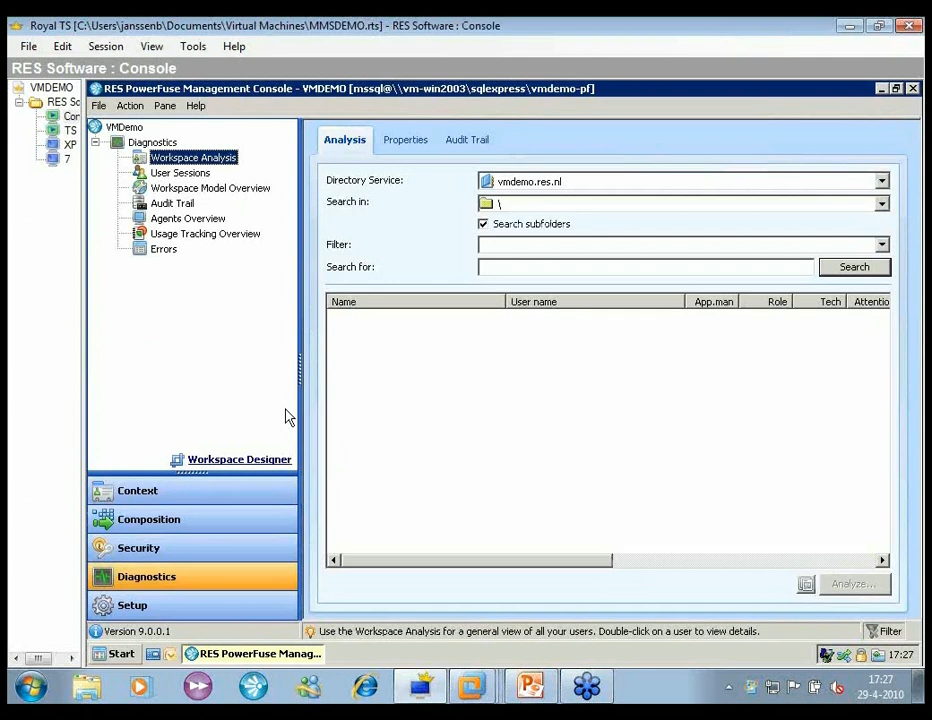 Royal TS [C:\Users\janssenb\Documents\Virtual Machines\MMSDEMO.rts] - RES Software : Console
File Edit Session View Tools Help
RES Software : Console
VMDEMO
RES Sc
Cor
TS
XP
7
RES PowerFuse Management Console - VMDEMO [mssql@\\vm-win2003\sqlexpress\vmdemo-pf]
File Action Pane Help
VMDemo
Diagnostics
Workspace Analysis
User Sessions
Workspace Model Overview
Audit Trail
Agents Overview
Usage Tracking Overview
Errors
Workspace Designer
Context
Composition
Security
Diagnostics
Setup
Analysis Properties Audit Trail
Directory Service: vmdemo.res.nl
Search in: \
Search subfolders
Filter:
Search for: Search
Name User name App.man Role Tech Attentio
Analyze...
Version 9.0.0.1 Use the Workspace Analysis for a general view of all your users. Double-click on a user to view details. Filter
Start RES PowerFuse Manag... 17:27
17:27
29-4-2010